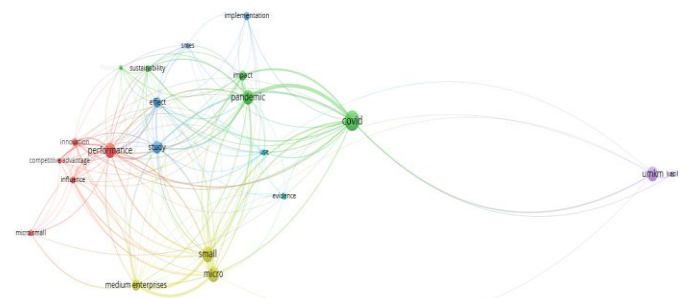 implementation
smes
sustainability
impact
pandemic
effect
covid
innovation
performance
study
use
competitive advantage
influence
umkm
evidence
micro small
small
micro
medium enterprises